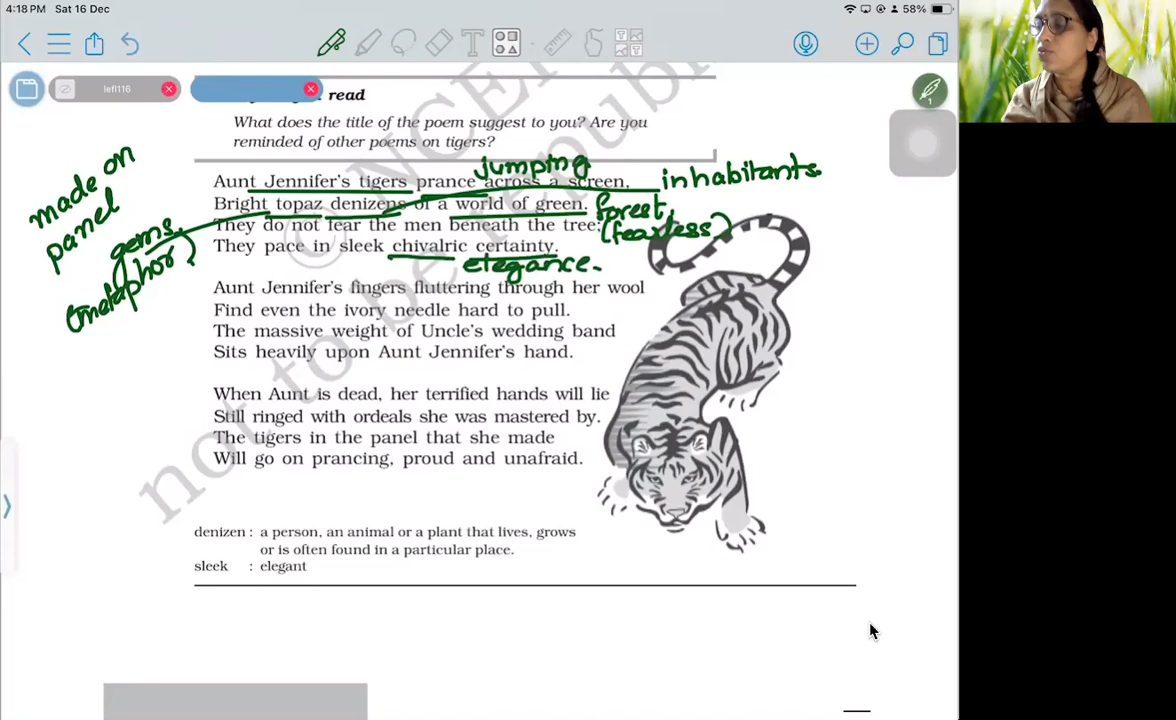 4:18 PM Sat 16 Dec
58%
lefl116
read
1
What does the title of the poem suggest to you? Are you
reminded of other poems on tigers?
made on
panel
jumping
Aunt Jennifer's tigers prance across a screen,
inhabitants.
Bright topaz denizens of a world of green.
forest,
gems
(metaphor)
They do not fear the men beneath the tree;
(fearless)
They pace in sleek chivalric certainty.
elegance.
Aunt Jennifer's fingers fluttering through her wool
Find even the ivory needle hard to pull.
The massive weight of Uncle's wedding band
Sits heavily upon Aunt Jennifer's hand.
When Aunt is dead, her terrified hands will lie
Still ringed with ordeals she was mastered by.
The tigers in the panel that she made
Will go on prancing, proud and unafraid.
denizen : a person, an animal or a plant that lives, grows
or is often found in a particular place.
sleek : elegant
© NCE
not to be republ